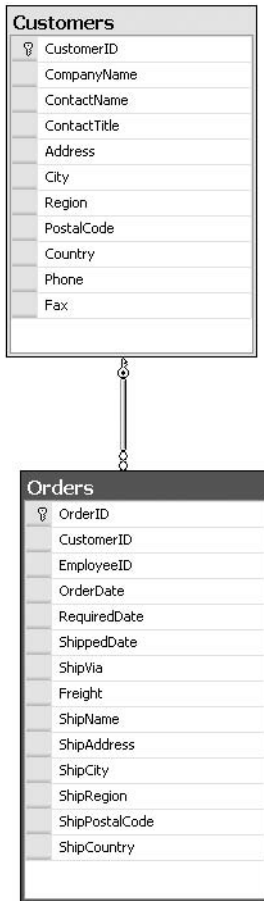 Customers
CustomerID
CompanyName
ContactName
ContactTitle
Address
City
Region
PostalCode
Country
Phone
Fax
Orders
OrderID
CustomerID
EmployeeID
OrderDate
RequiredDate
ShippedDate
ShipVia
Freight
ShipName
ShipAddress
ShipCity
ShipRegion
ShipPostalCode
ShipCountry